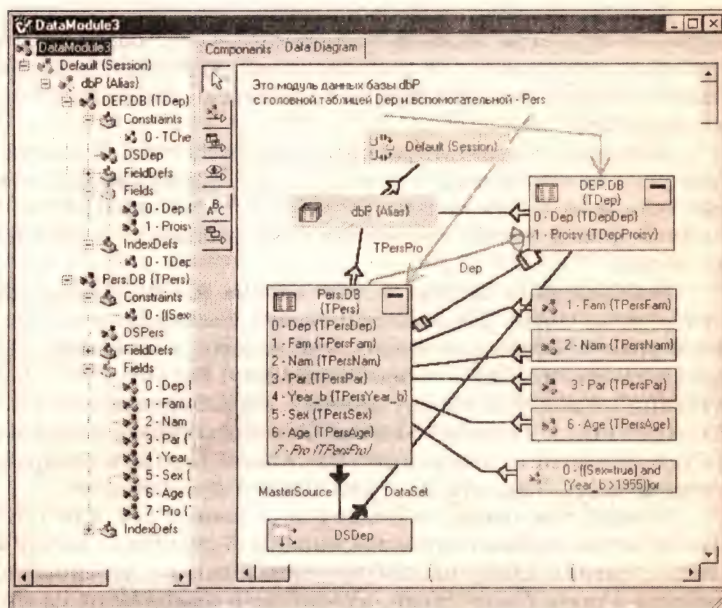 DataModule3
DataModule3
Default {Session}
dbP {Alias}
DEP.DB {TDep}
Constraints
0 - TChe
DSDep
FieldDefs
Fields
0 - Dep {
1 - Proisv
IndexDefs
0 - TDep
Pers.DB {TPers}
Constraints
0 - ((Sex
DSPers
FieldDefs
Fields
0 - Dep {
1 - Fam {
2 - Nam
3 - Par {
4 - Year_
5 - Sex {
6 - Age {
7 - Pro {
IndexDefs
Components
Data Diagram
ABC
Это модуль данных базы dbP
с головной таблицей Dep и вспомогательной - Pers
Default {Session}
dbP {Alias}
DEP.DB
{TDep}
0 - Dep {TDepDep}
1 - Proisv {TDepProisv}
TPersPro
Dep
Pers.DB
{TPers}
0 - Dep {TPersDep}
1 - Fam {TPersFam}
2 - Nam {TPersNam}
3 - Par {TPersPar}
4 - Year_b {TPersYear_b}
5 - Sex {TPersSex}
6 - Age {TPersAge}
7 - Pro {TPersPro}
1 - Fam {TPersFam}
2 - Nam {TPersNam}
3 - Par {TPersPar}
6 - Age {TPersAge}
0 - ((Sex=true) and
(Year_b >1955))or
MasterSource
DataSet
DSDep